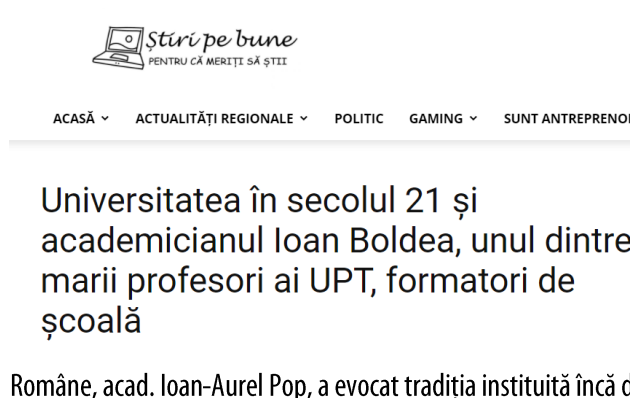 Știri pe bune
PENTRU CĂ MERIȚI SĂ ȘTII
ACASĂ ACTUALITĂȚI REGIONALE POLITIC GAMING SUNT ANTREPRENO
Universitatea în secolul 21 și
academicianul Ioan Boldea, unul dintre
marii profesori ai UPT, formatori de
școală
Române, acad. Ioan-Aurel Pop, a evocat tradiția instituită încă d